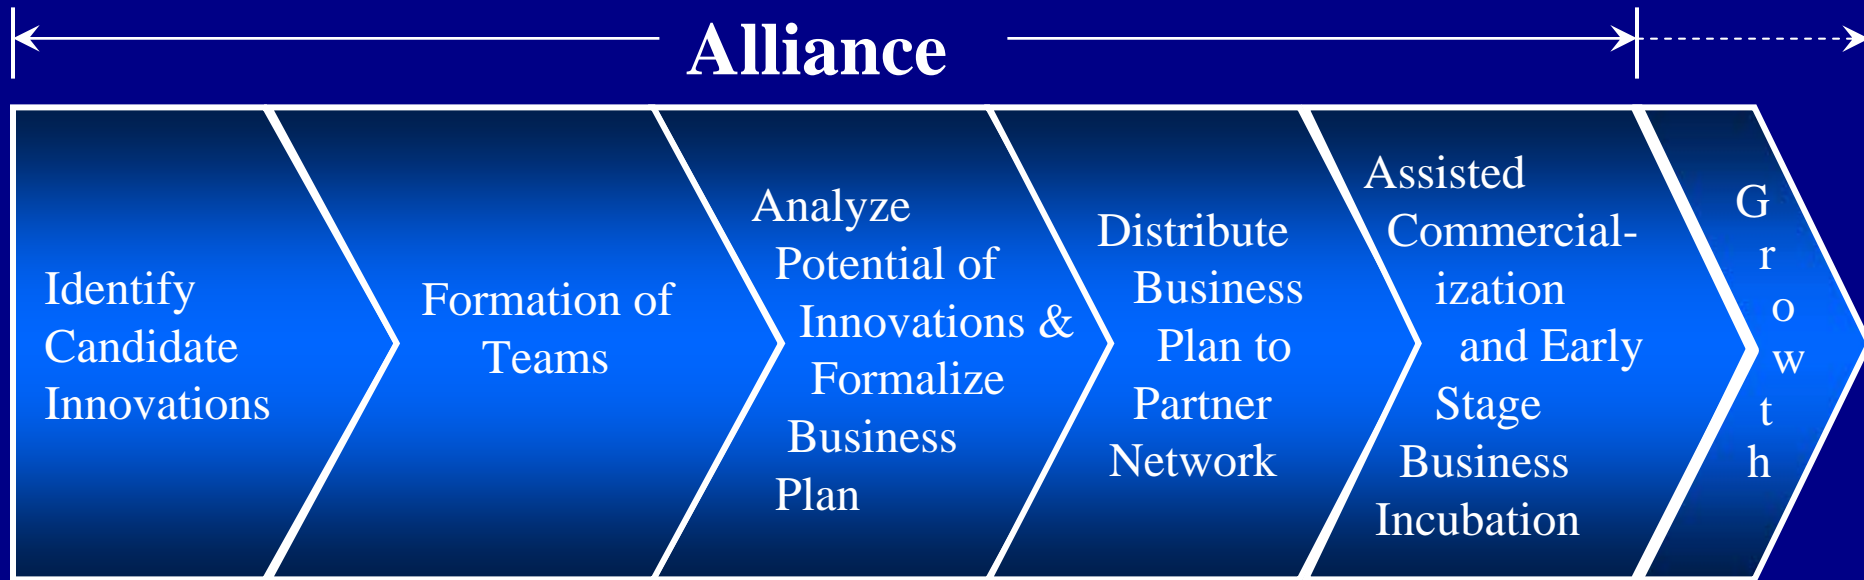 Alliance
Identify
Candidate
Innovations
Formation of
Teams
Analyze
Potential of
Innovations &
Formalize
Business
Plan
Distribute
Business
Plan to
Partner
Network
Assisted
Commercial-
ization
and Early
Stage
Business
Incubation
G
r
o
w
t
h